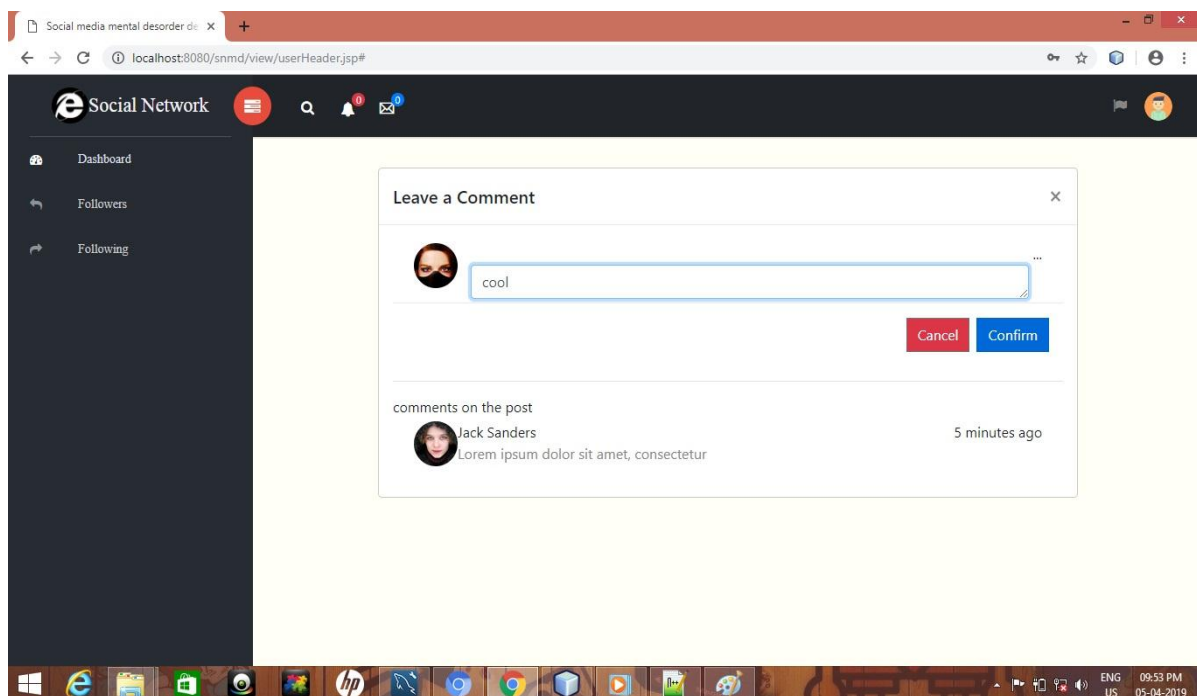 Social media mental desorder de
localhost:8080/snmd/view/userHeader.jsp#
Social Network
0
0
Dashboard
Followers
Following
Leave a Comment
...
cool
Cancel Confirm
comments on the post
Jack Sanders 5 minutes ago
Lorem ipsum dolor sit amet, consectetur
hp
ENG 09:53 PM
US 05-04-2019